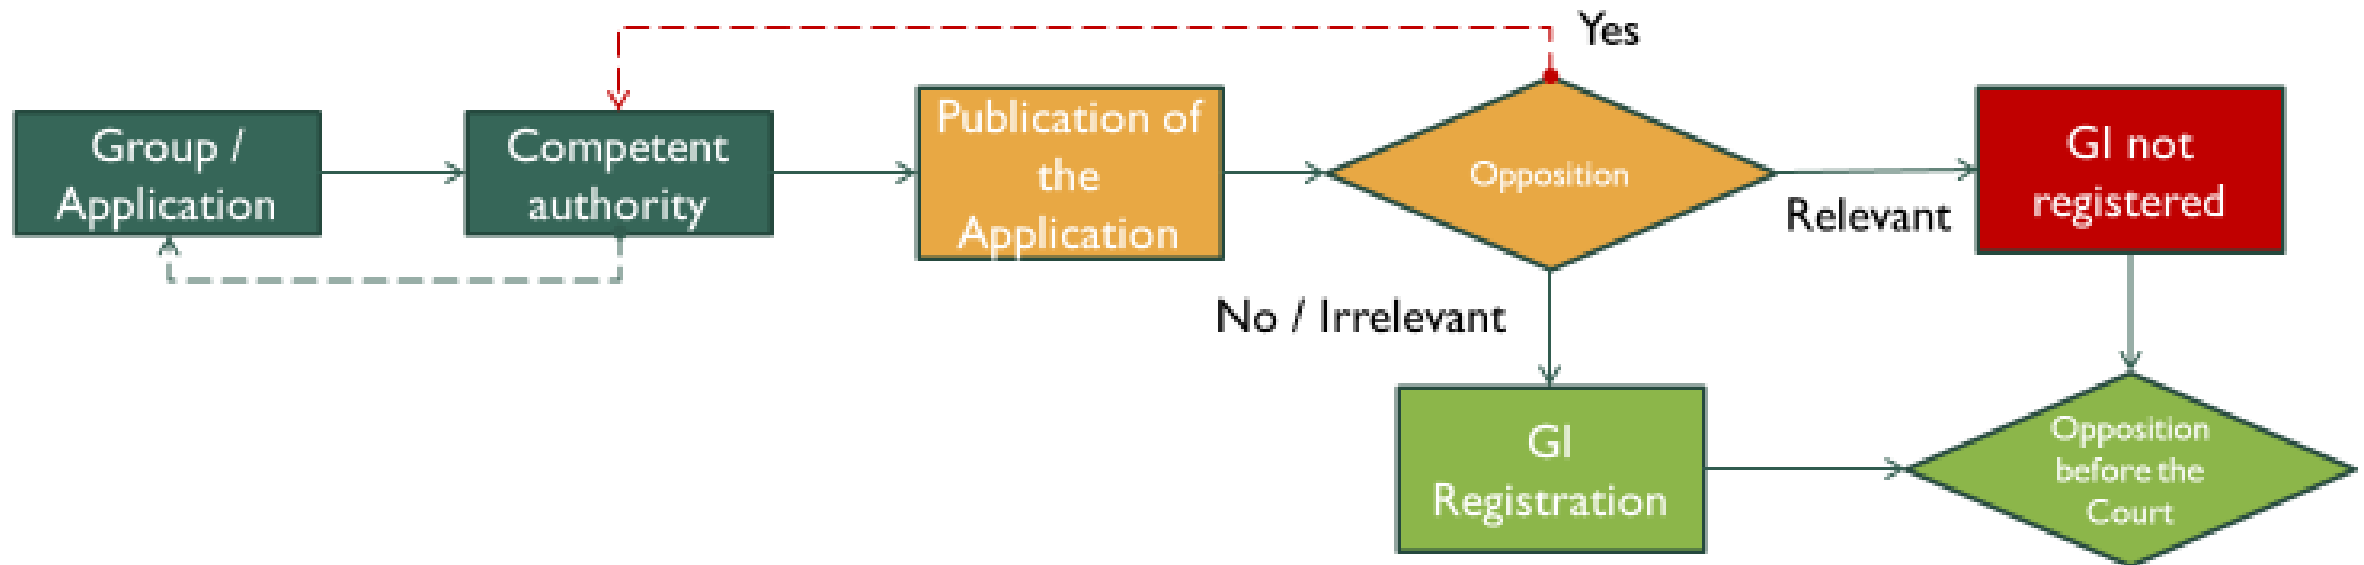 Yes
Group /
Application
Competent
authority
Publication of
the
Application
Opposition
Relevant
GI not
registered
No / Irrelevant
GI
Registration
Opposition
before the
Court